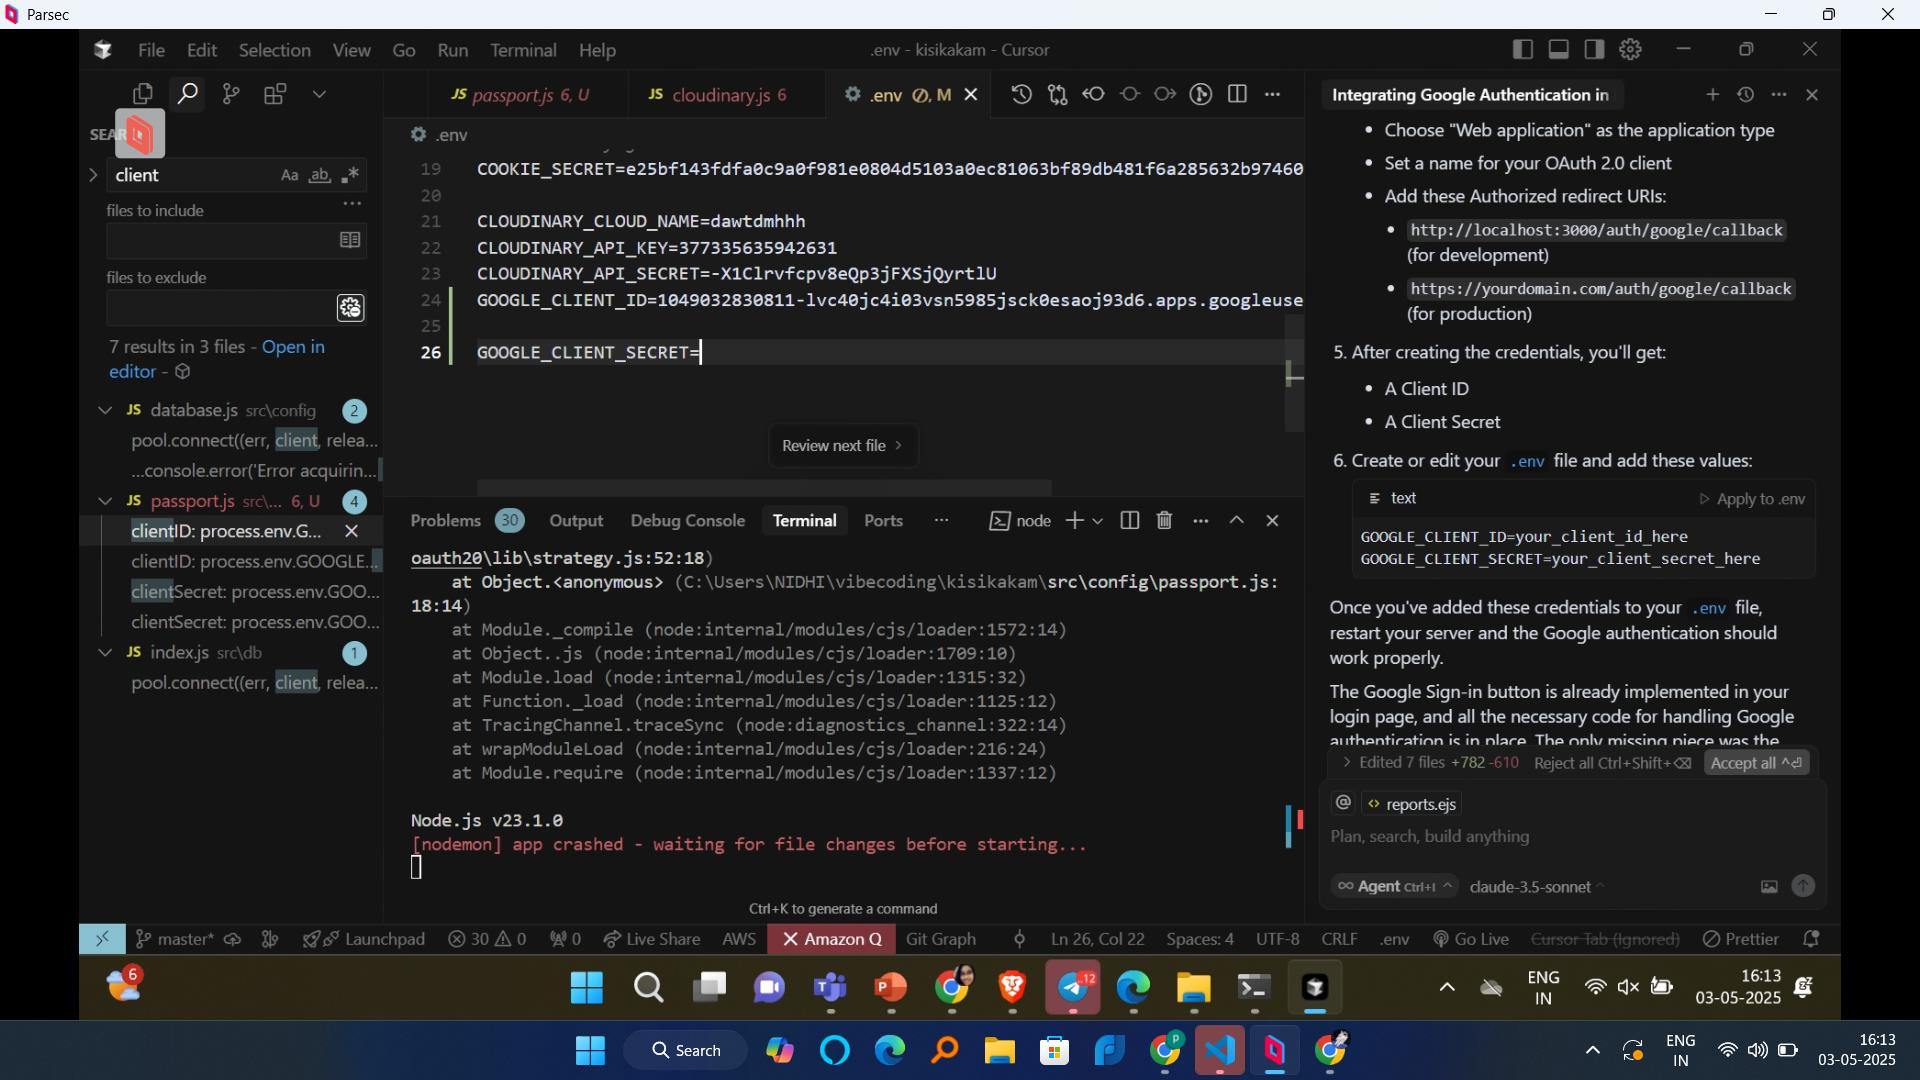 Parsec
File Edit Selection View Go Run Terminal Help
.env - kisikakam - Cursor
JS passport.js 6, U
JS cloudinary.js 6
.env M
Integrating Google Authentication in
SEAR
client
Aa ab
files to include
files to exclude
7 results in 3 files - Open in
editor -
JS database.js src\config 2
pool.connect((err, client, relea...
...console.error('Error acquirin...
JS passport.js src\... 6, U 4
clientID: process.env.G...
clientID: process.env.GOOGLE...
clientSecret: process.env.GOO...
clientSecret: process.env.GOO...
JS index.js src\db 1
pool.connect((err, client, relea...
.env
19 COOKIE_SECRET=e25bf143fdfa0c9a0f981e0804d5103a0ec81063bf89db481f6a285632b97460
20
21 CLOUDINARY_CLOUD_NAME=dawtdmhhh
22 CLOUDINARY_API_KEY=377335635942631
23 CLOUDINARY_API_SECRET=-X1Clrvfcpv8eQp3jFXSjQyrtlU
24 GOOGLE_CLIENT_ID=1049032830811-lvc40jc4i03vsn5985jsck0esaoj93d6.apps.googleuse
25
26 GOOGLE_CLIENT_SECRET=
Review next file
Problems 30 Output Debug Console Terminal Ports
node
oauth20\lib\strategy.js:52:18)
at Object.<anonymous> (C:\Users\NIDHI\vibecoding\kisikakam\src\config\passport.js:
18:14)
at Module._compile (node:internal/modules/cjs/loader:1572:14)
at Object..js (node:internal/modules/cjs/loader:1709:10)
at Module.load (node:internal/modules/cjs/loader:1315:32)
at Function._load (node:internal/modules/cjs/loader:1125:12)
at TracingChannel.traceSync (node:diagnostics_channel:322:14)
at wrapModuleLoad (node:internal/modules/cjs/loader:216:24)
at Module.require (node:internal/modules/cjs/loader:1337:12)
Node.js v23.1.0
[nodemon] app crashed - waiting for file changes before starting...
Ctrl+K to generate a command
• Choose "Web application" as the application type
• Set a name for your OAuth 2.0 client
• Add these Authorized redirect URIs:
• http://localhost:3000/auth/google/callback
(for development)
• https://yourdomain.com/auth/google/callback
(for production)
5. After creating the credentials, you'll get:
• A Client ID
• A Client Secret
6. Create or edit your .env file and add these values:
text
Apply to .env
GOOGLE_CLIENT_ID=your_client_id_here
GOOGLE_CLIENT_SECRET=your_client_secret_here
Once you've added these credentials to your .env file,
restart your server and the Google authentication should
work properly.
The Google Sign-in button is already implemented in your
login page, and all the necessary code for handling Google
authentication is in place. The only missing piece was the
Edited 7 files +782 -610 Reject all Ctrl+Shift+⌫ Accept all ^⏎
@ reports.ejs
Plan, search, build anything
∞ Agent Ctrl+I claude-3.5-sonnet
master* Launchpad 30 0 0 Live Share AWS Amazon Q Git Graph Ln 26, Col 22 Spaces: 4 UTF-8 CRLF .env Go Live Cursor Tab (Ignored) Prettier
6
12
ENG
IN
16:13
03-05-2025
Search
ENG
IN
16:13
03-05-2025